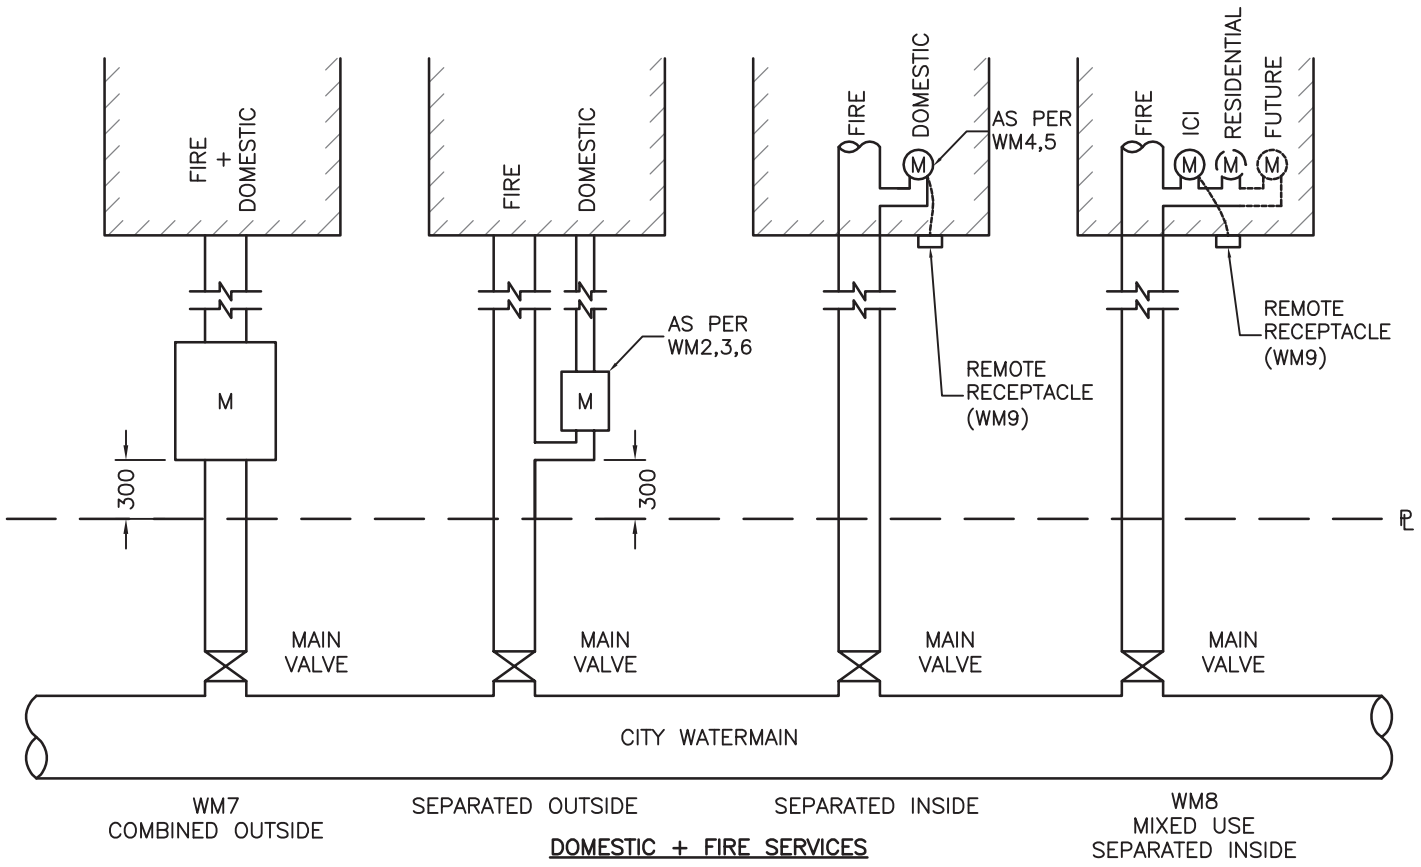 FIRE
+
DOMESTIC
FIRE
DOMESTIC
FIRE
DOMESTIC
AS PER
WM4,5
FIRE
ICI
RESIDENTIAL
FUTURE
M
M
M
M
AS PER
WM2,3,6
REMOTE
RECEPTACLE
(WM9)
REMOTE
RECEPTACLE
(WM9)
M
M
300
300
PL
MAIN
VALVE
MAIN
VALVE
MAIN
VALVE
MAIN
VALVE
CITY WATERMAIN
WM7
COMBINED OUTSIDE
SEPARATED OUTSIDE
SEPARATED INSIDE
WM8
MIXED USE
SEPARATED INSIDE
DOMESTIC + FIRE SERVICES